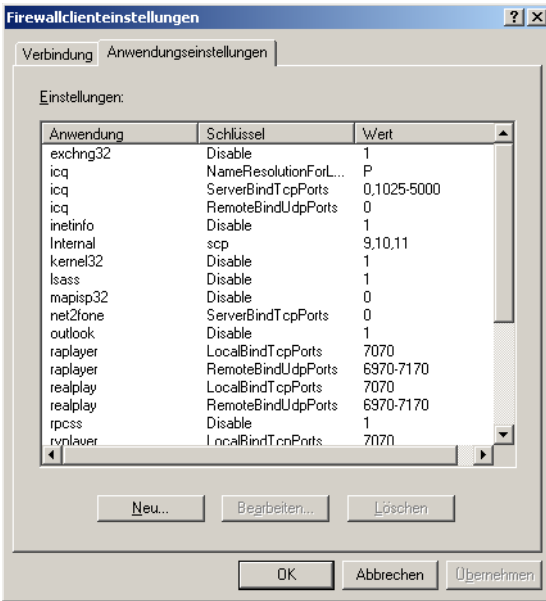 Firewallclienteinstellungen
Verbindung Anwendungseinstellungen
Einstellungen:
Anwendung Schlüssel Wert
exchng32 Disable 1
icq NameResolutionForL... P
icq ServerBindTcpPorts 0,1025-5000
icq RemoteBindUdpPorts 0
inetinfo Disable 1
Internal scp 9,10,11
kernel32 Disable 1
lsass Disable 1
mapisp32 Disable 0
net2fone ServerBindTcpPorts 0
outlook Disable 1
raplayer LocalBindTcpPorts 7070
raplayer RemoteBindUdpPorts 6970-7170
realplay LocalBindTcpPorts 7070
realplay RemoteBindUdpPorts 6970-7170
rpcss Disable 1
rvplayer LocalBindTcpPorts 7070
Neu... Bearbeiten... Löschen
OK Abbrechen Übernehmen